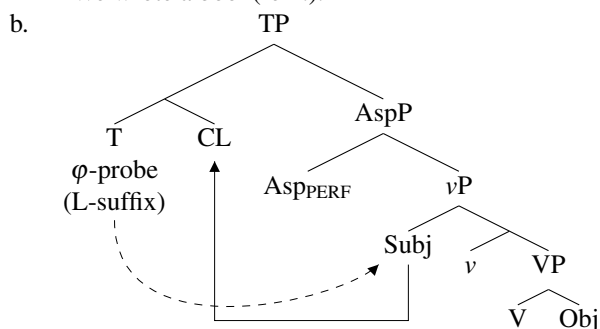 b.
TP
AspP
T CL
φ-probe AspPERF vP
(L-suffix)
Subj v VP
V Obj